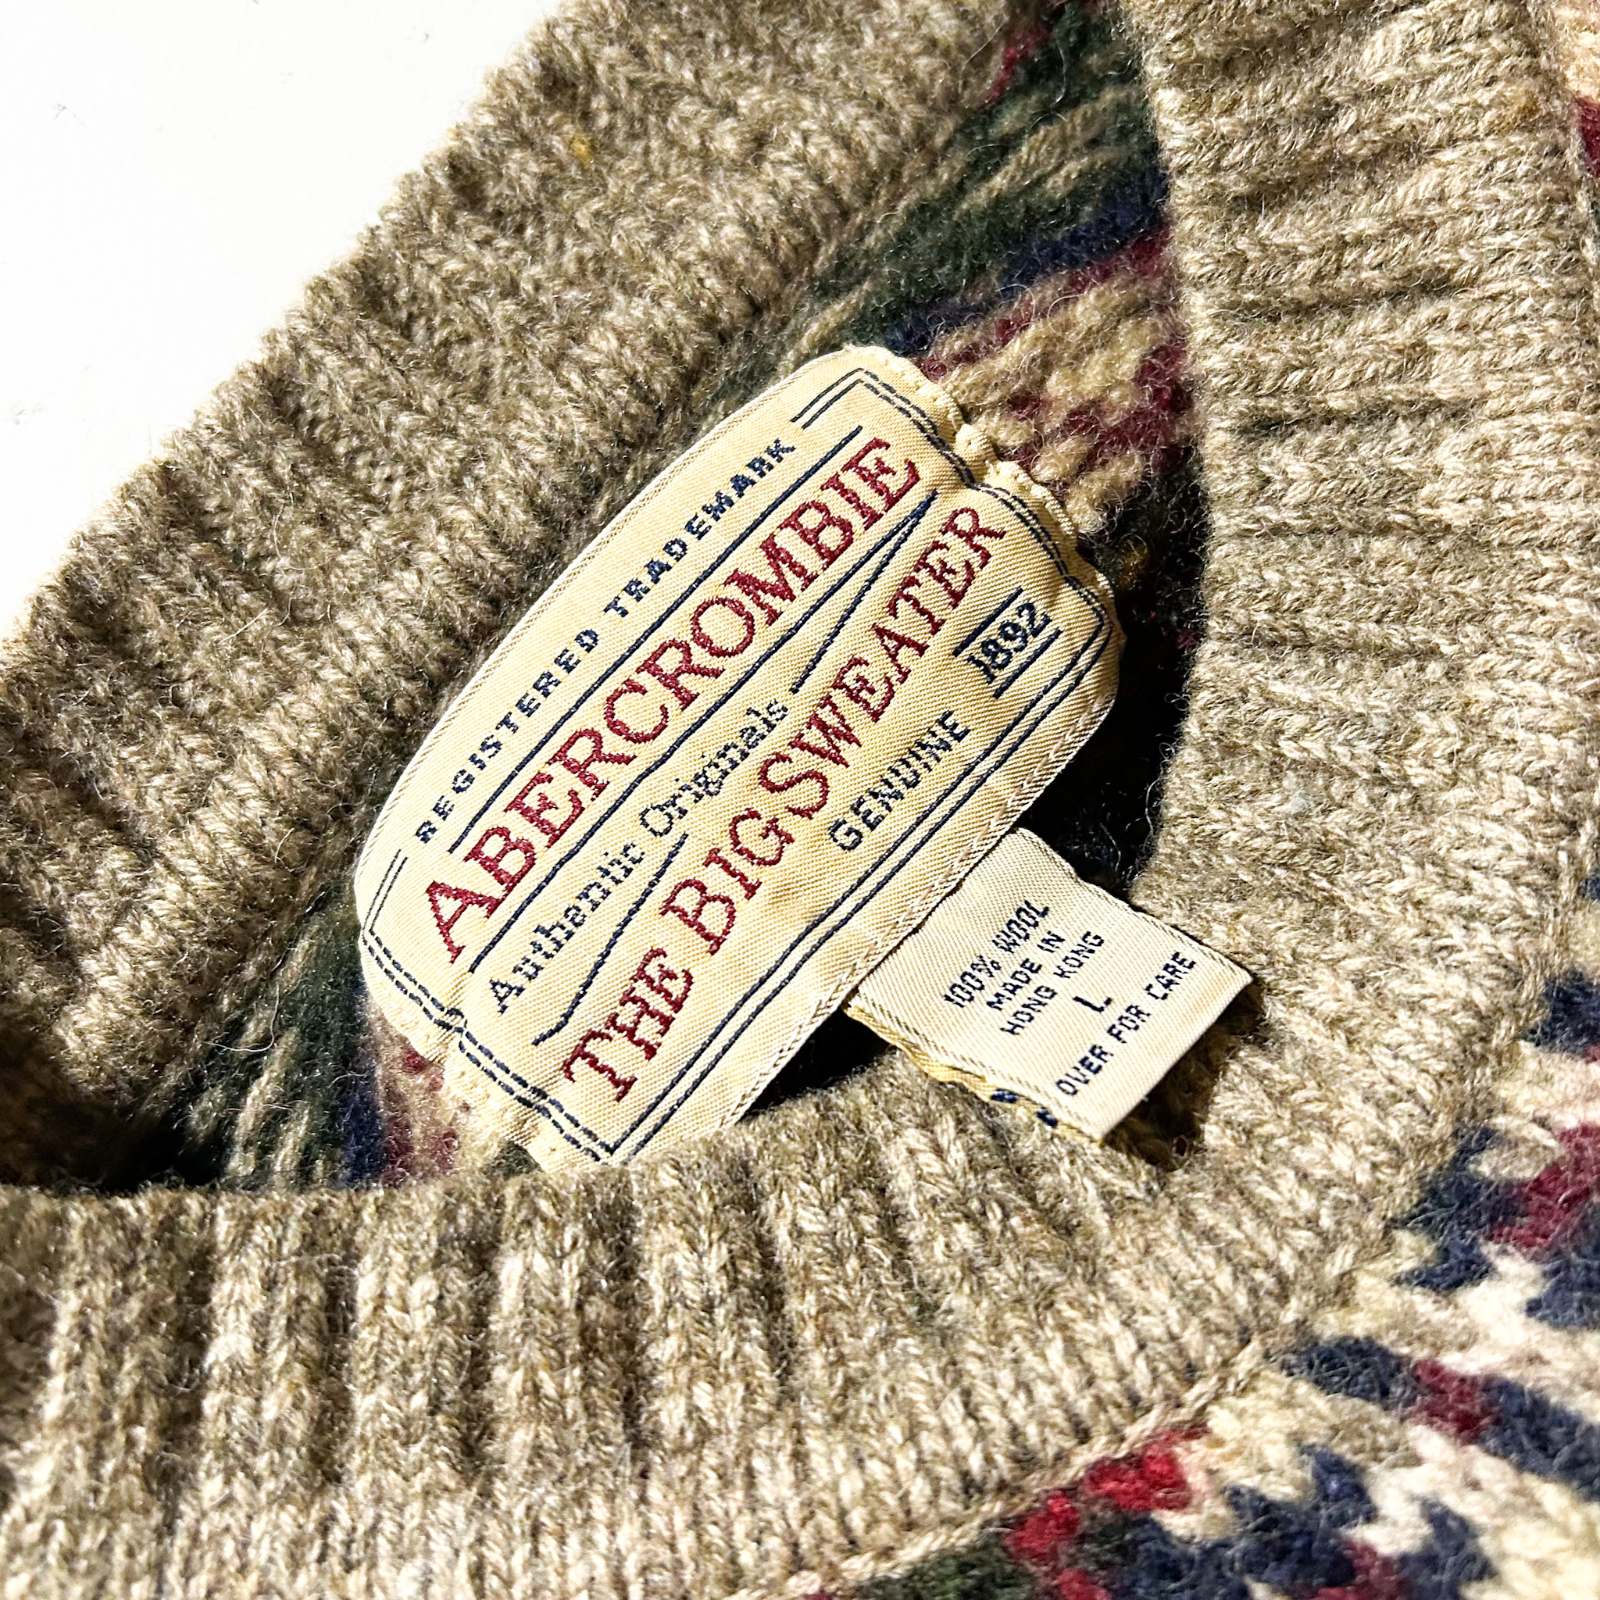 REGISTERED TRADEMARK
ABERCROMBIE
Authentic Originals
THE BIG SWEATER
GENUINE 1892
100% WOOL
MADE IN
HONG KONG
L
OVER FOR CARE